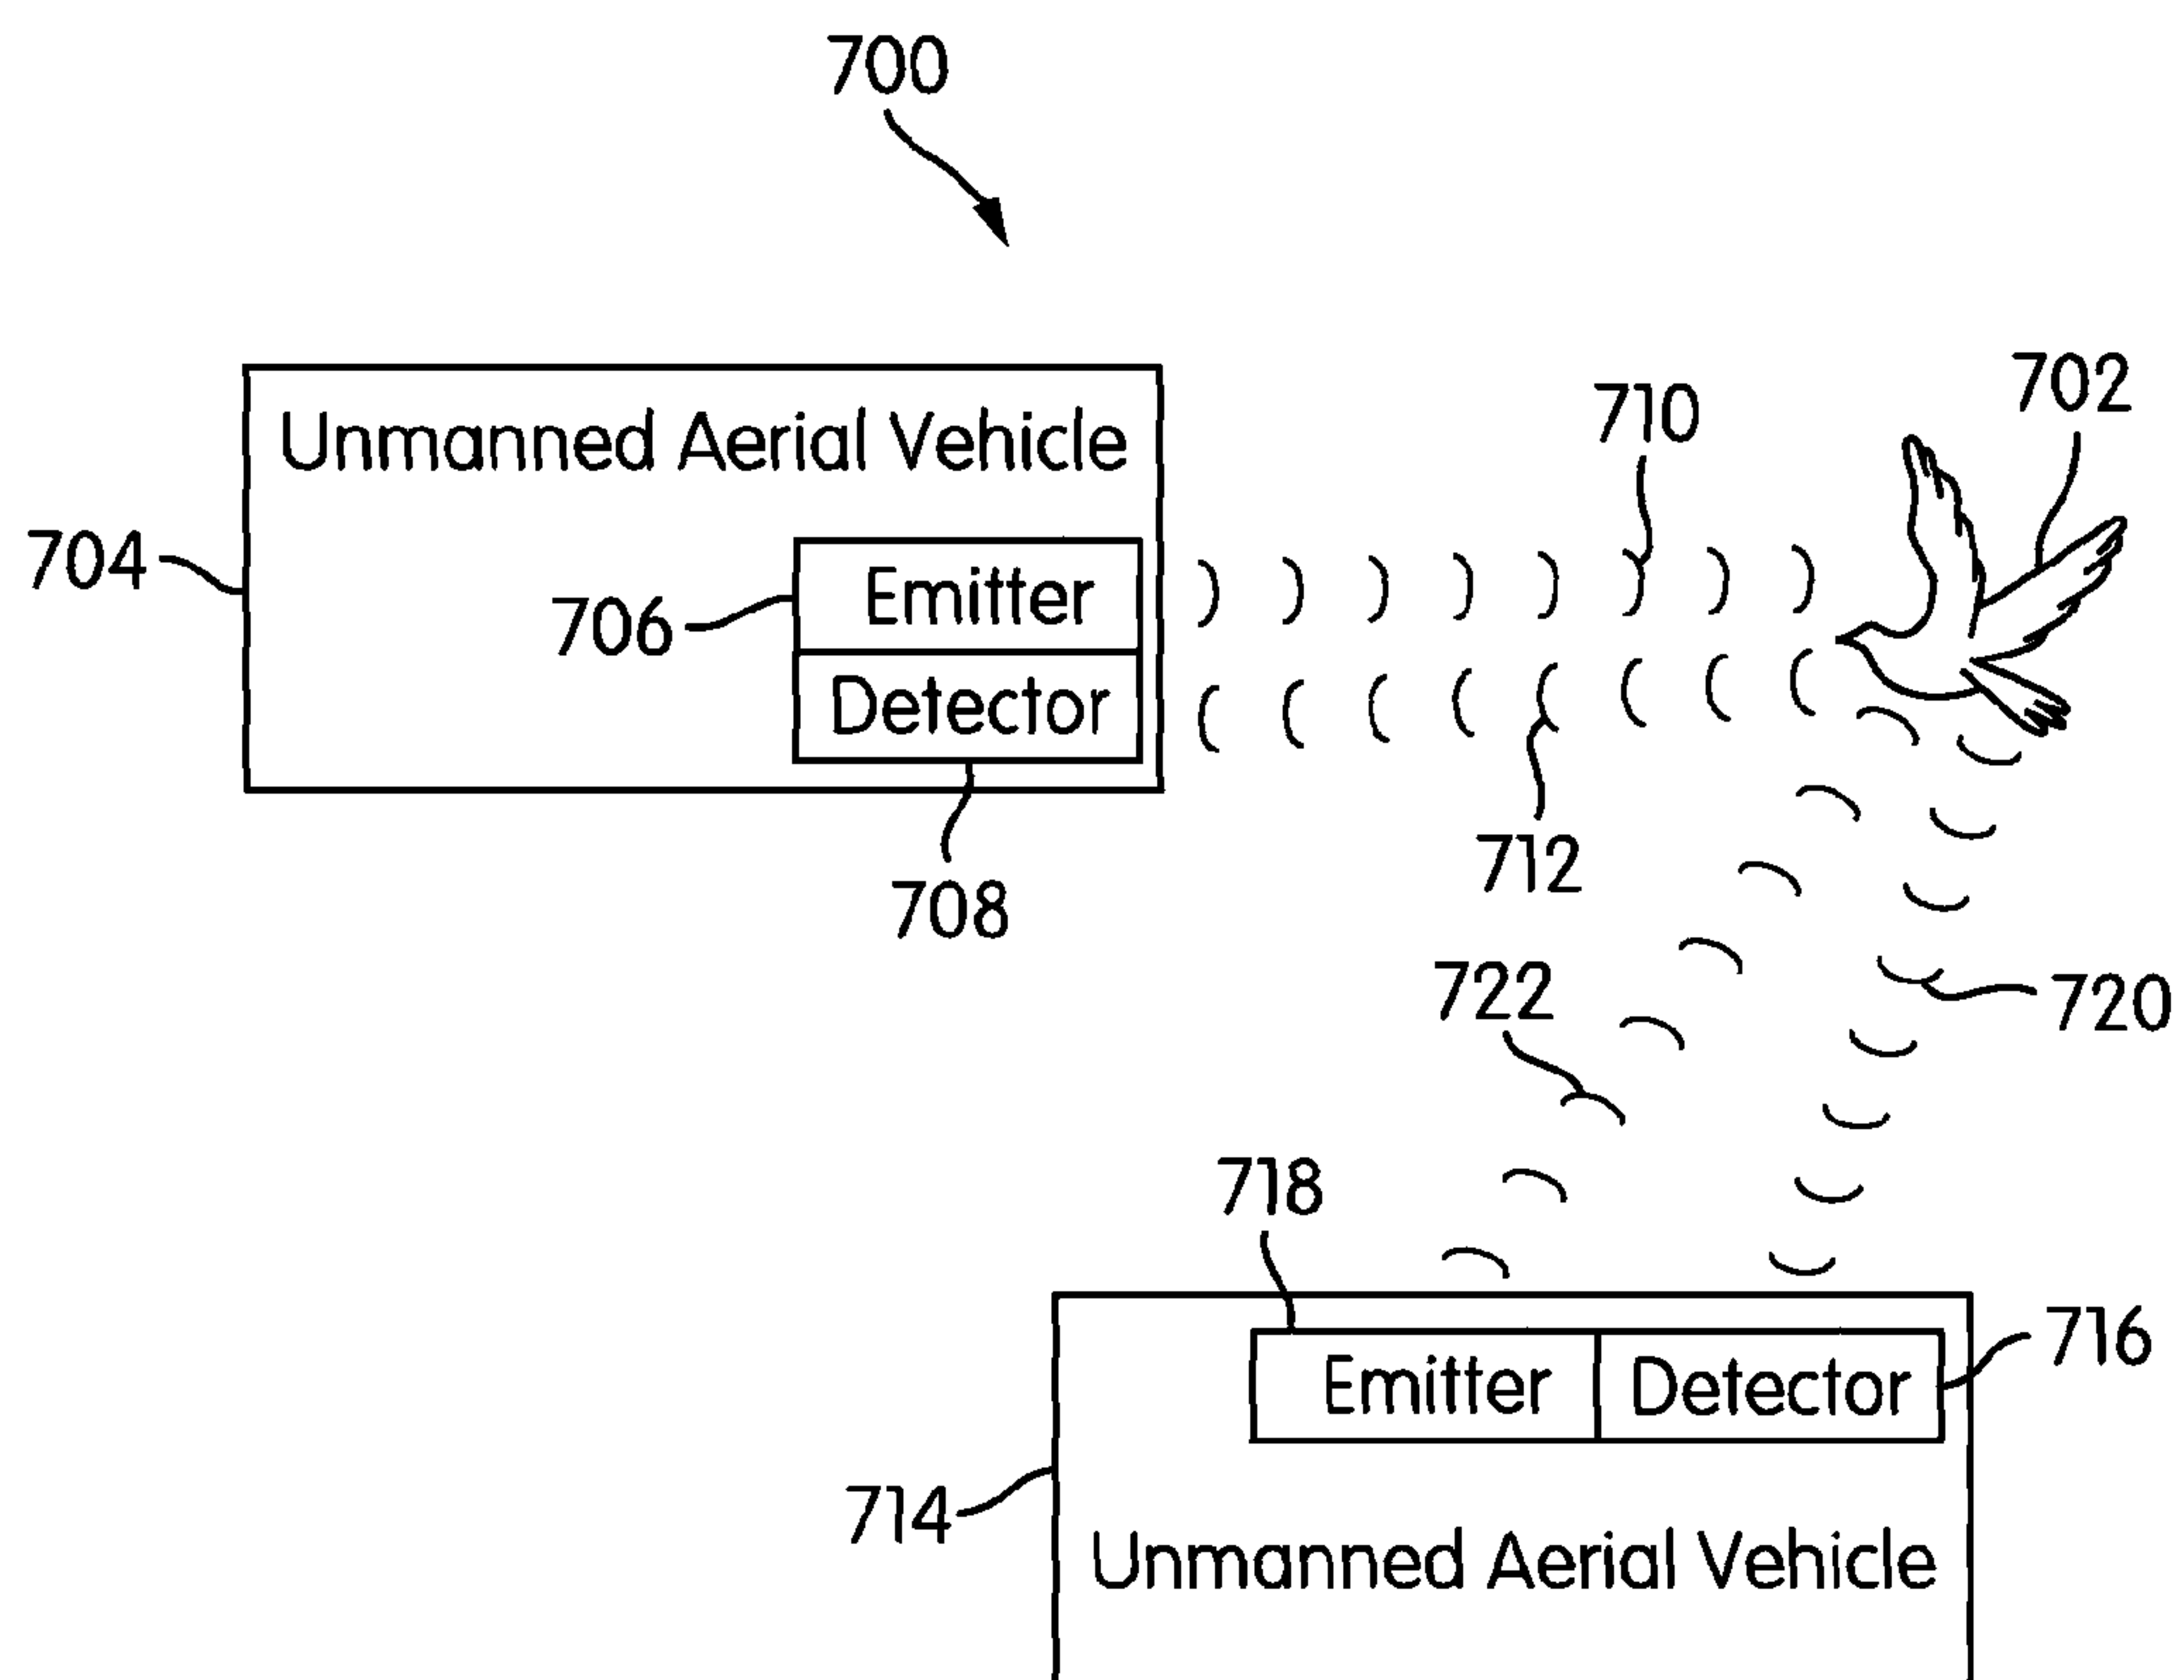 700
702
710
Unmanned Aerial Vehicle
704
706
Emitter
Detector
712
708
722
720
718
716
Emitter
Detector
714
Unmanned Aerial Vehicle